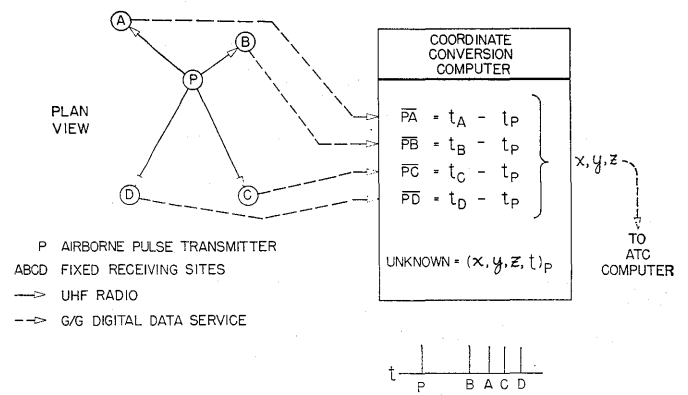 A
B
P
D
C
PLAN
VIEW
COORDINATE
CONVERSION
COMPUTER
PA = tA - tP
PB = tB - tP
PC = tC - tP
PD = tD - tP
UNKNOWN = (x, y, z, t)P
x, y, z
TO
ATC
COMPUTER
P AIRBORNE PULSE TRANSMITTER
ABCD FIXED RECEIVING SITES
UHF RADIO
G/G DIGITAL DATA SERVICE
t
P B A C D